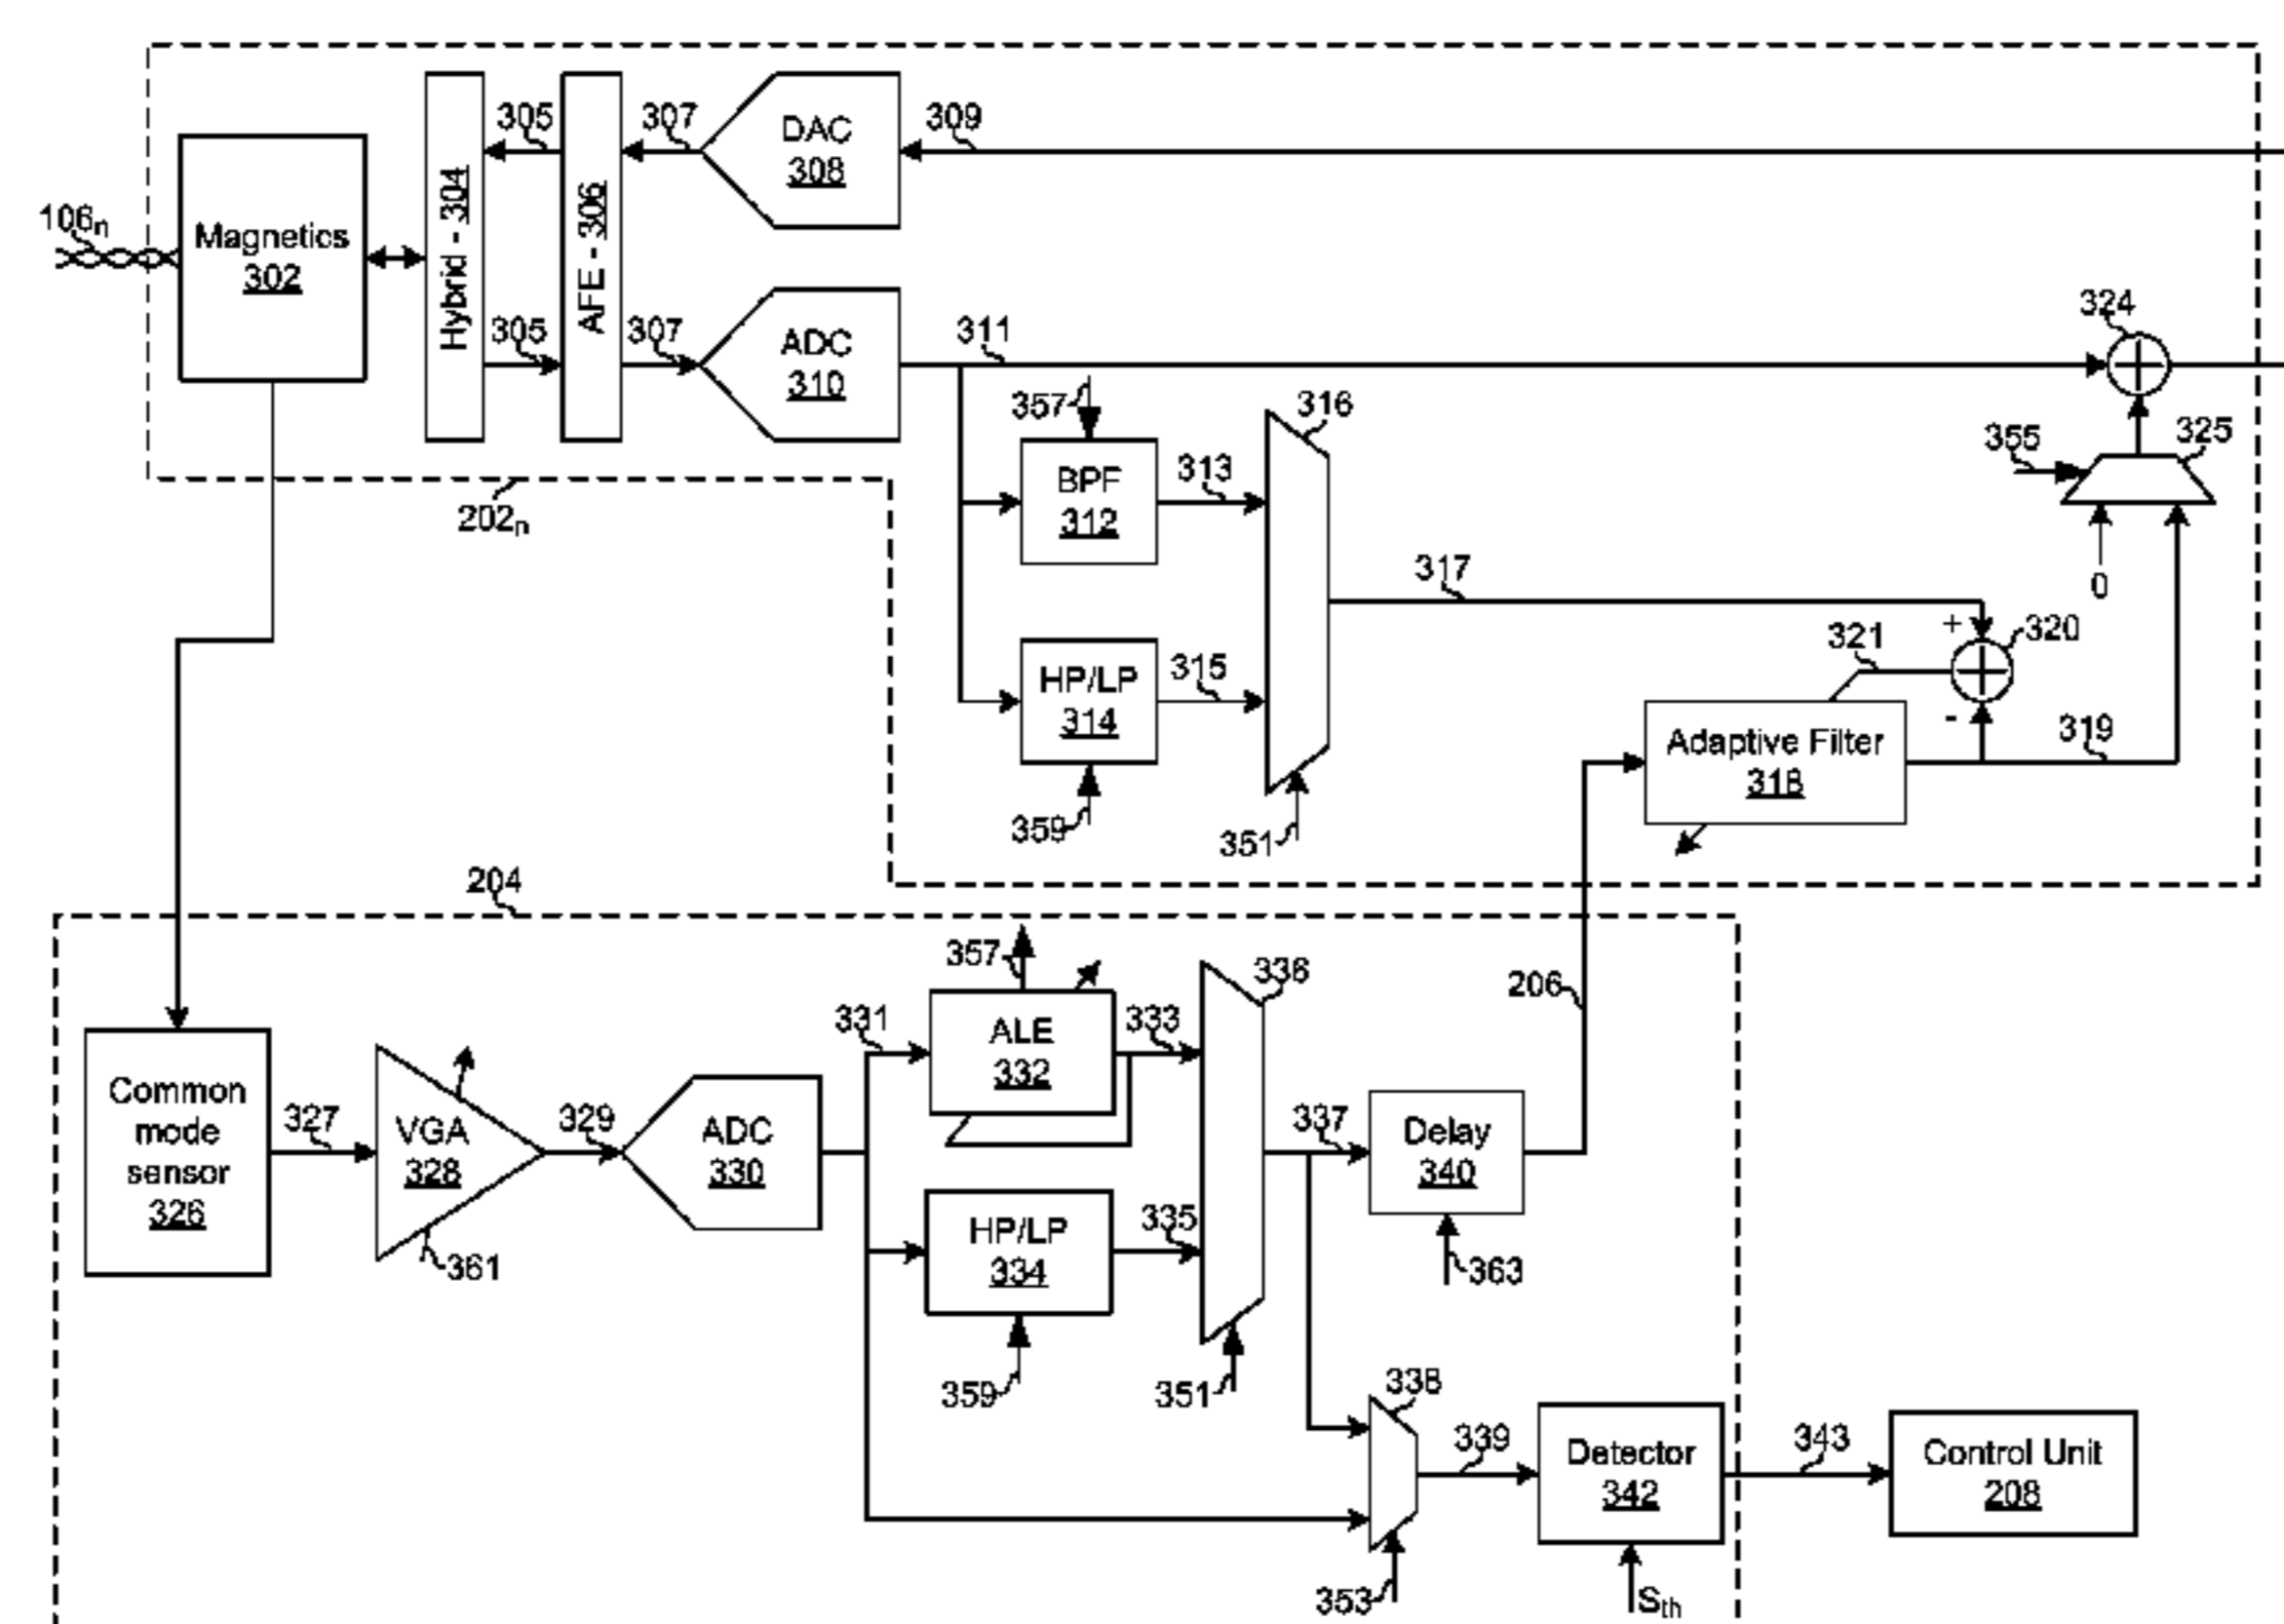 305
307
DAC
308
309
106n
Magnetics
302
Hybrid - 304
AFE - 306
305
307
ADC
310
311
324
357
316
355
325
BPF
312
313
202n
317
0
+
320
321
HP/LP
314
315
-
319
Adaptive Filter
318
359
351
204
357
336
206
331
ALE
332
333
Common
mode
sensor
326
327
VGA
328
329
ADC
330
337
Delay
340
335
HP/LP
334
361
363
359
351
338
339
Detector
342
343
Control Unit
208
353
Sth